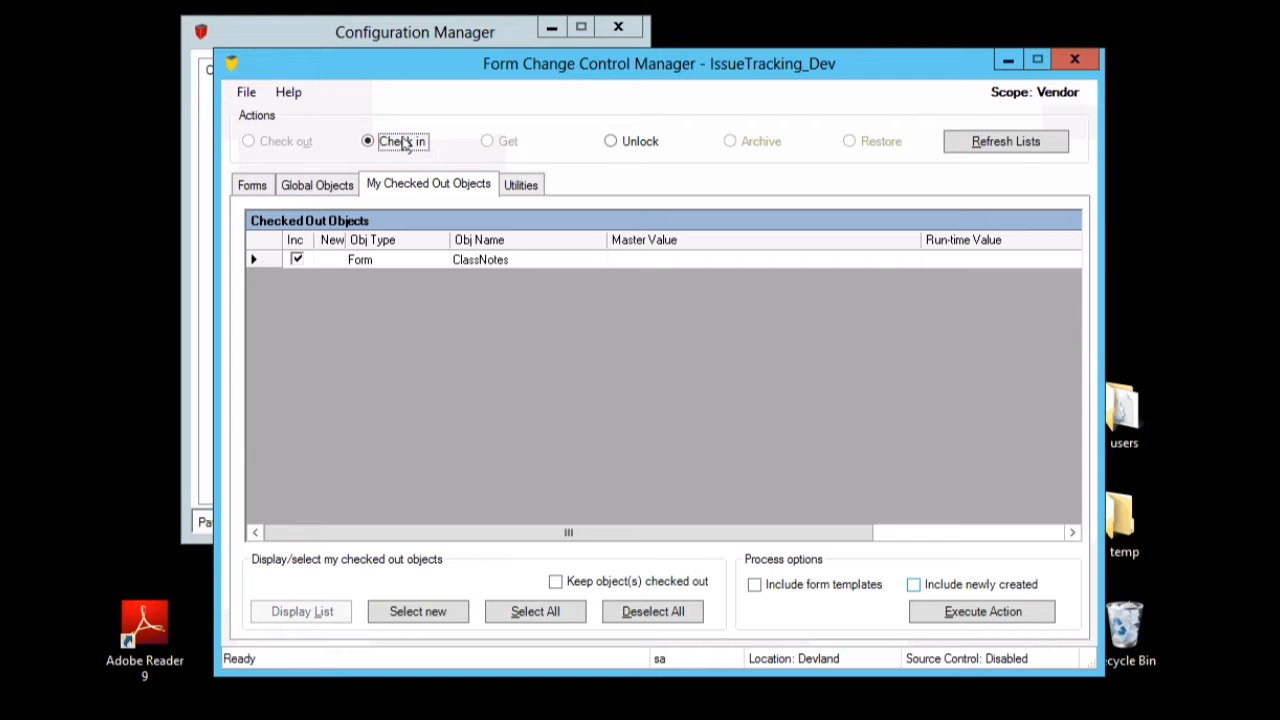 Configuration Manager
Form Change Control Manager - IssueTracking_Dev
File Help Scope: Vendor
Actions
Check out Check in Get Unlock Archive Restore Refresh Lists
Forms Global Objects My Checked Out Objects Utilities
Checked Out Objects
Inc New Obj Type Obj Name Master Value Run-time Value
Form ClassNotes
Display/select my checked out objects Process options
Keep object(s) checked out Include form templates Include newly created
Display List Select new Select All Deselect All Execute Action
Ready sa Location: Devland Source Control: Disabled
users
temp
Adobe Reader
9
ecycle Bin